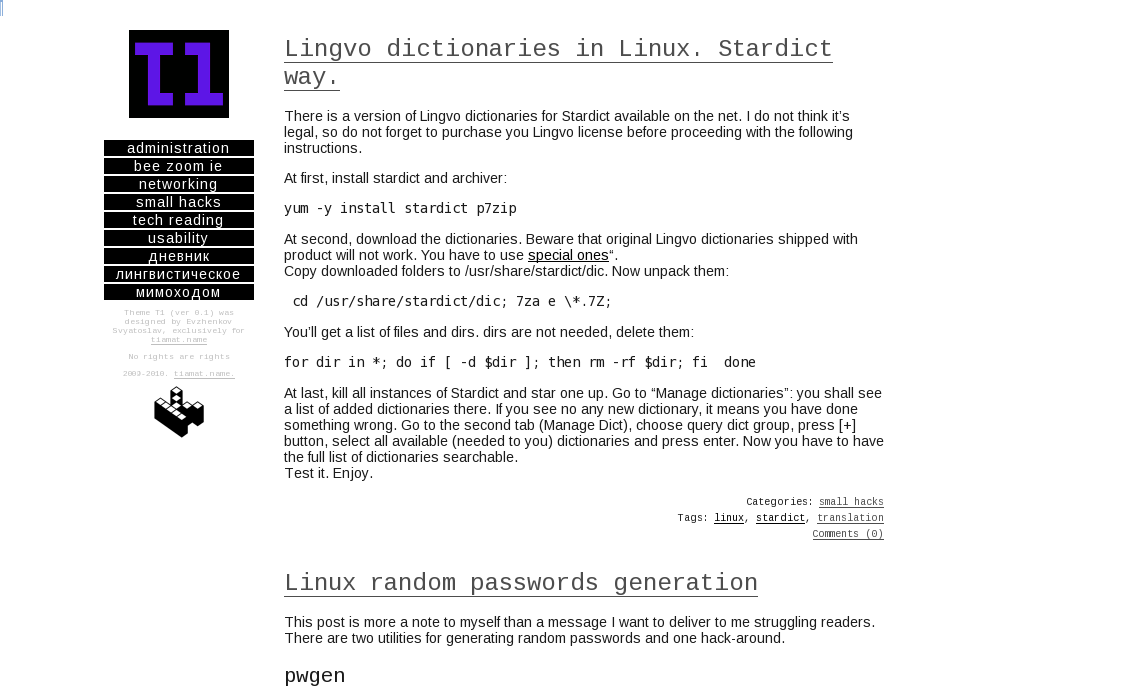 T1
administration
bee zoom ie
networking
small hacks
tech reading
usability
дневник
лингвистическое
мимоходом
Theme T1 (ver 0.1) was
designed by Evzhenkov
Svyatoslav, exclusively for
tiamat.name
No rights are rights
2009-2010. tiamat.name.
Lingvo dictionaries in Linux. Stardict
way.
There is a version of Lingvo dictionaries for Stardict available on the net. I do not think it’s
legal, so do not forget to purchase you Lingvo license before proceeding with the following
instructions.
At first, install stardict and archiver:
yum -y install stardict p7zip
At second, download the dictionaries. Beware that original Lingvo dictionaries shipped with
product will not work. You have to use special ones“.
Copy downloaded folders to /usr/share/stardict/dic. Now unpack them:
cd /usr/share/stardict/dic; 7za e \*.7Z;
You’ll get a list of files and dirs. dirs are not needed, delete them:
for dir in *; do if [ -d $dir ]; then rm -rf $dir; fi  done
At last, kill all instances of Stardict and star one up. Go to “Manage dictionaries”: you shall see
a list of added dictionaries there. If you see no any new dictionary, it means you have done
something wrong. Go to the second tab (Manage Dict), choose query dict group, press [+]
button, select all available (needed to you) dictionaries and press enter. Now you have to have
the full list of dictionaries searchable.
Test it. Enjoy.
Categories: small hacks
Tags: linux, stardict, translation
Comments (0)
Linux random passwords generation
This post is more a note to myself than a message I want to deliver to me struggling readers.
There are two utilities for generating random passwords and one hack-around.
pwgen